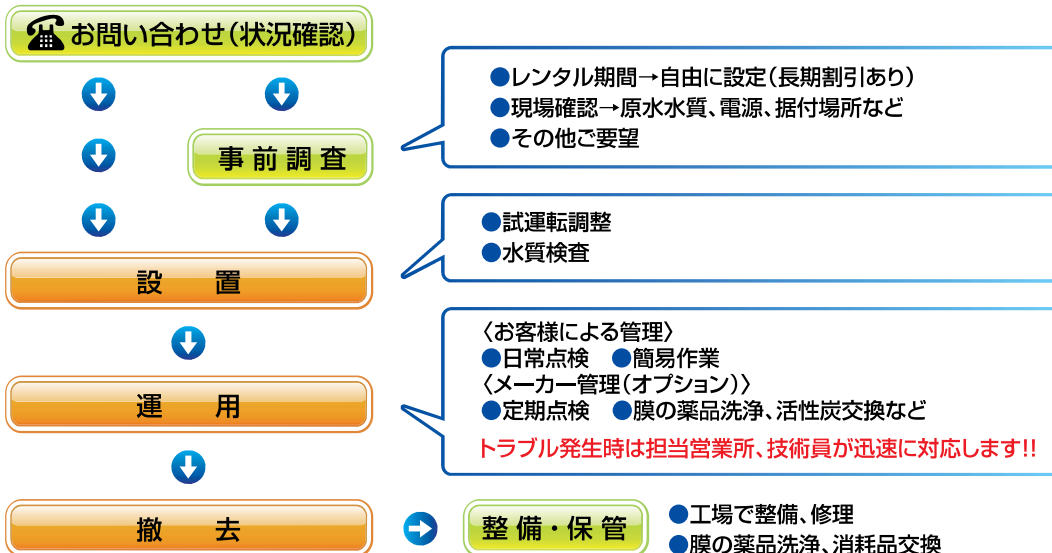 お問い合わせ(状況確認)
●レンタル期間→自由に設定(長期割引あり)
●現場確認→原水水質、電源、据付場所など
●その他ご要望
事前調査
●試運転調整
●水質検査
設 置
〈お客様による管理〉
●日常点検 ●簡易作業
〈メーカー管理(オプション)〉
●定期点検 ●膜の薬品洗浄、活性炭交換など
トラブル発生時は担当営業所、技術員が迅速に対応します!!
運 用
撤 去
整備・保管
●工場で整備、修理
●膜の薬品洗浄、消耗品交換